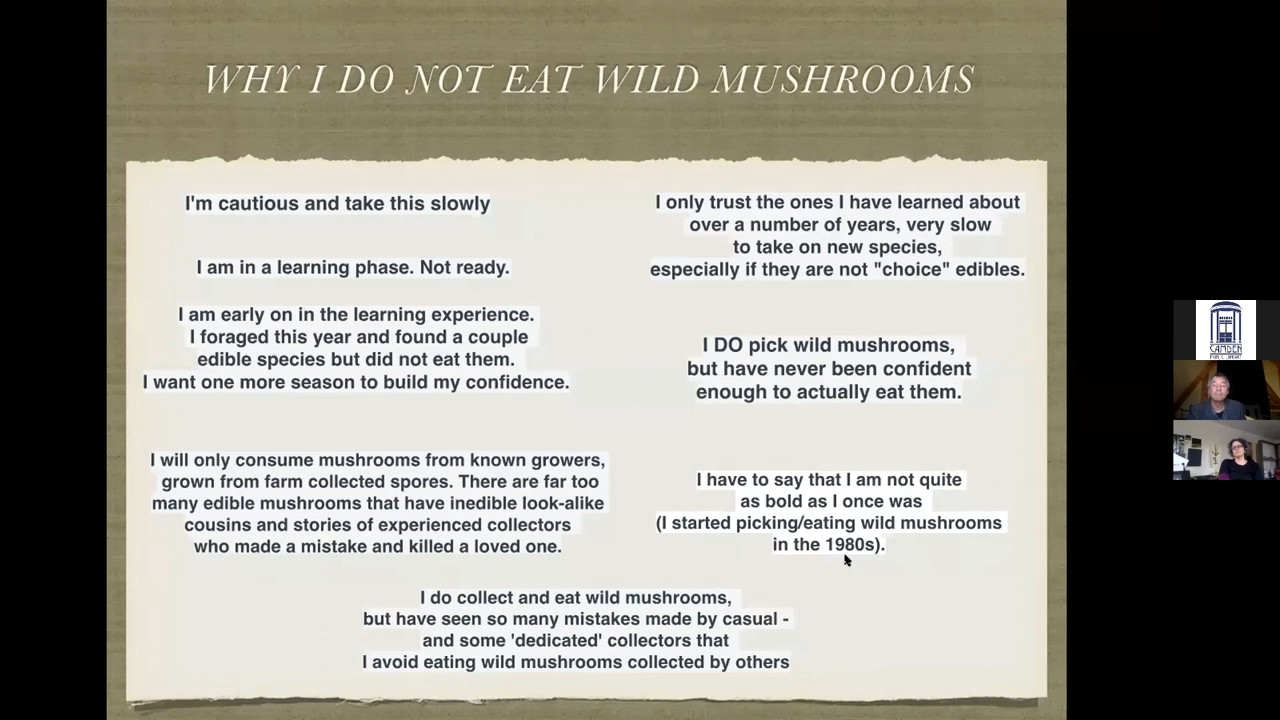 WHY I DO NOT EAT WILD MUSHROOMS
I'm cautious and take this slowly
I am in a learning phase. Not ready.
I am early on in the learning experience.
I foraged this year and found a couple
edible species but did not eat them.
I want one more season to build my confidence.
I will only consume mushrooms from known growers,
grown from farm collected spores. There are far too
many edible mushrooms that have inedible look-alike
cousins and stories of experienced collectors
who made a mistake and killed a loved one.
I only trust the ones I have learned about
over a number of years, very slow
to take on new species,
especially if they are not "choice" edibles.
I DO pick wild mushrooms,
but have never been confident
enough to actually eat them.
I have to say that I am not quite
as bold as I once was
(I started picking/eating wild mushrooms
in the 1980s).
I do collect and eat wild mushrooms,
but have seen so many mistakes made by casual -
and some 'dedicated' collectors that
I avoid eating wild mushrooms collected by others
CAMDEN